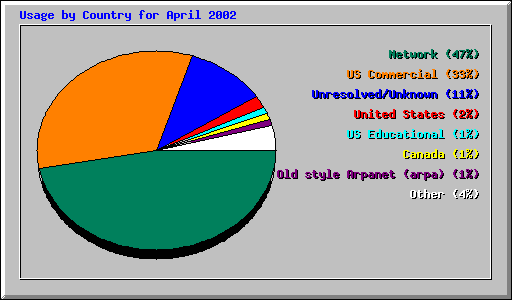 Usage by Country for April 2002
Network (47%)
US Commercial (33%)
Unresolved/Unknown (11%)
United States (2%)
US Educational (1%)
Canada (1%)
Old style Arpanet (arpa) (1%)
Other (4%)